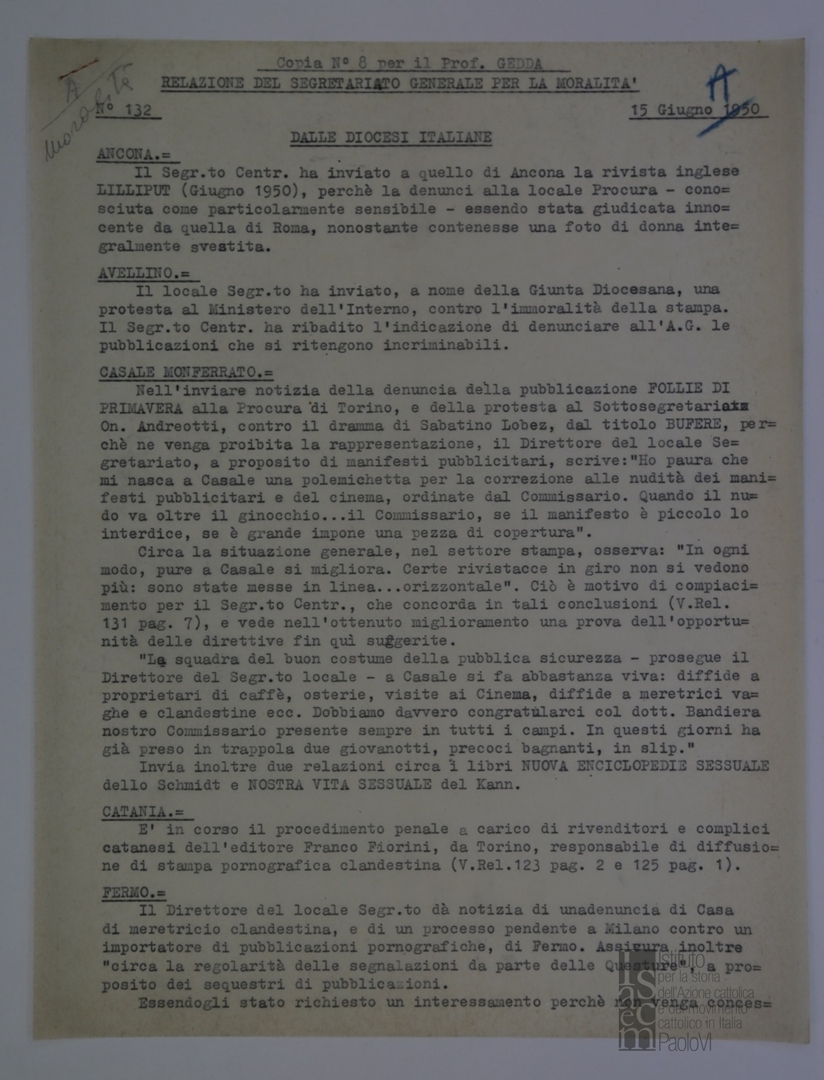 Copia N° 8 per il Prof. GEDDA
RELAZIONE DEL SEGRETARIATO GENERALE PER LA MORALITA'
A
Moralità
A
N° 132
15 Giugno 1950
DALLE DIOCESI ITALIANE
ANCONA.=
Il Segr.to Centr. ha inviato a quello di Ancona la rivista inglese
LILLIPUT (Giugno 1950), perchè la denunci alla locale Procura - cono=
sciuta come particolarmente sensibile - essendo stata giudicata inno=
cente da quella di Roma, nonostante contenesse una foto di donna inte=
gralmente svestita.
AVELLINO.=
Il locale Segr.to ha inviato, a nome della Giunta Diocesana, una
protesta al Ministero dell'Interno, contro l'immoralità della stampa.
Il Segr.to Centr. ha ribadito l'indicazione di denunciare all'A.G. le
pubblicazioni che si ritengono incriminabili.
CASALE MONFERRATO.=
Nell'inviare notizia della denuncia della pubblicazione FOLLIE DI
PRIMAVERA alla Procura di Torino, e della protesta al Sottosegretariato
On. Andreotti, contro il dramma di Sabatino Lobez, dal titolo BUFERE, per=
chè ne venga proibita la rappresentazione, il Direttore del locale Se=
gretariato, a proposito di manifesti pubblicitari, scrive:"Ho paura che
mi nasca a Casale una polemichetta per la correzione alle nudità dei mani=
festi pubblicitari e del cinema, ordinate dal Commissario. Quando il nu=
do va oltre il ginocchio...il Commissario, se il manifesto è piccolo lo
interdice, se è grande impone una pezza di copertura".
Circa la situazione generale, nel settore stampa, osserva: "In ogni
modo, pure a Casale si migliora. Certe rivistacce in giro non si vedono
più: sono state messe in linea...orizzontale". Ciò è motivo di compiaci=
mento per il Segr.to Centr., che concorda in tali conclusioni (V.Rel.
131 pag. 7), e vede nell'ottenuto miglioramento una prova dell'opportu=
nità delle direttive fin quì suggerite.
"La squadra del buon costume della pubblica sicurezza - prosegue il
Direttore del Segr.to locale - a Casale si fa abbastanza viva: diffide a
proprietari di caffè, osterie, visite ai Cinema, diffide a meretrici va=
ghe e clandestine ecc. Dobbiamo davvero congratularci col dott. Bandiera
nostro Commissario presente sempre in tutti i campi. In questi giorni ha
già preso in trappola due giovanotti, precoci bagnanti, in slip."
Invia inoltre due relazioni circa i libri NUOVA ENCICLOPEDIE SESSUALE
dello Schmidt e NOSTRA VITA SESSUALE del Kann.
CATANIA.=
E' in corso il procedimento penale a carico di rivenditori e complici
catanesi dell'editore Franco Fiorini, da Torino, responsabile di diffusio=
ne di stampa pornografica clandestina (V.Rel.123 pag. 2 e 125 pag. 1).
FERMO.=
Il Direttore del locale Segr.to dà notizia di unadenuncia di Casa
di meretricio clandestina, e di un processo pendente a Milano contro un
importatore di pubblicazioni pornografiche, di Fermo. Assigura inoltre
"circa la regolarità delle segnalazioni da parte delle Questure", a pro=
posito dei sequestri di pubblicazioni.
Essendogli stato richiesto un interessamento perchè non venga conces=
isacem
Istituto
per la storia
dell'Azione cattolica
e del movimento
cattolico in Italia
PaoloVI